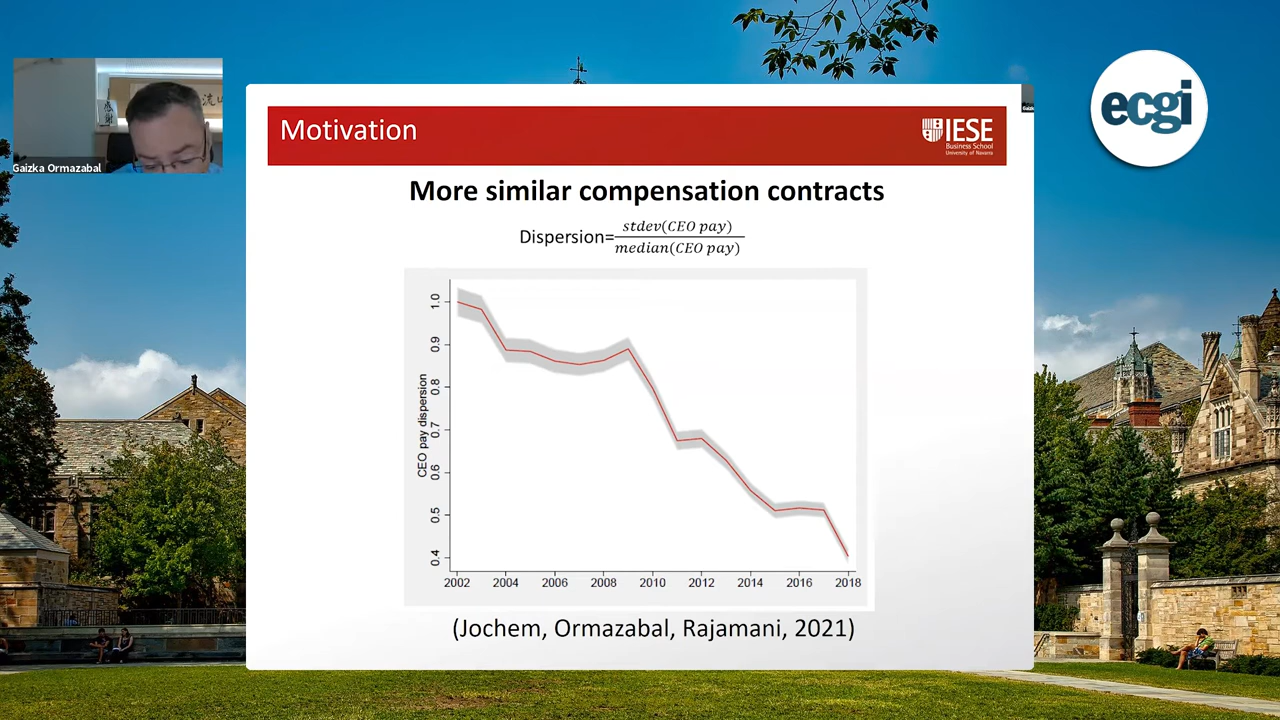 Gaizka Ormazabal
ecgi
Motivation
IESE
Business School
University of Navarra
More similar compensation contracts
Dispersion=stdev(CEO pay)
median(CEO pay)
CEO pay dispersion
1.0
0.9
0.8
0.7
0.6
0.5
0.4
2002 2004 2006 2008 2010 2012 2014 2016 2018
(Jochem, Ormazabal, Rajamani, 2021)